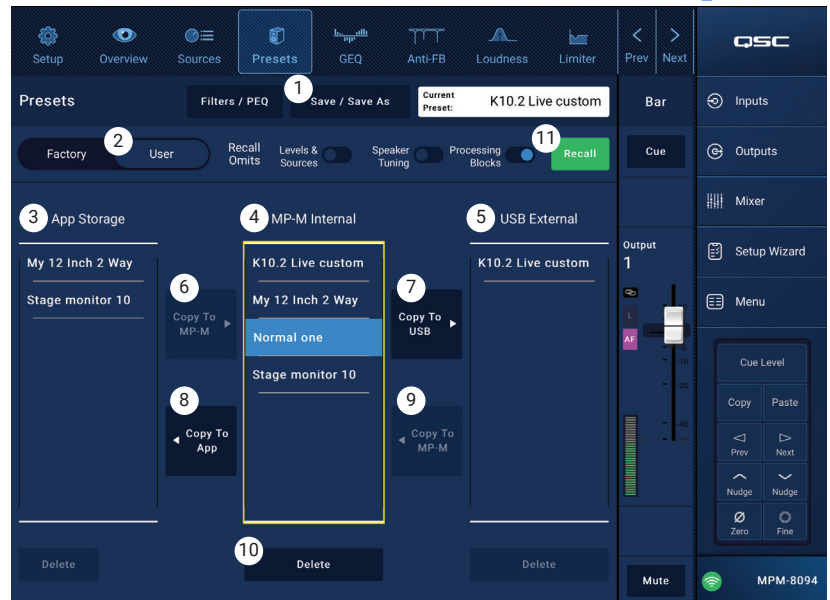 Setup
Overview
Sources
Presets
GEQ
Anti-FB
Loudness
Limiter
Prev
Next
QSC
Presets
Filters / PEQ
1
Save / Save As
Current
Preset:
K10.2 Live custom
Bar
Inputs
Factory
2
User
Recall
Omits
Levels &
Sources
Speaker
Tuning
Processing
Blocks
11
Recall
Cue
Outputs
Mixer
3 App Storage
4 MP-M Internal
5 USB External
My 12 Inch 2 Way
Stage monitor 10
K10.2 Live custom
My 12 Inch 2 Way
Normal one
Stage monitor 10
K10.2 Live custom
6
Copy To
MP-M
7
Copy To
USB
8
Copy To
App
9
Copy To
MP-M
Delete
10
Delete
Delete
Output
1
L
AF
-10
-20
-40
Mute
Setup Wizard
Menu
Cue Level
Copy
Paste
Prev
Next
Nudge
Nudge
Zero
Fine
MPM-8094